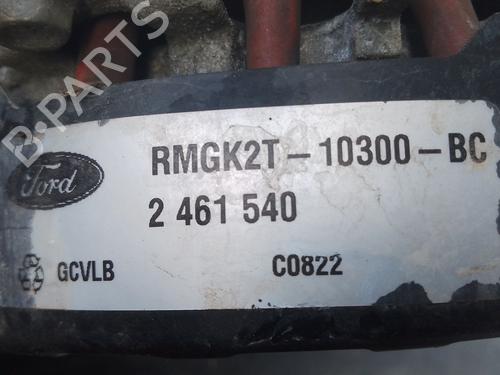 B-PARTS
Ford
RMGK2T-10300-BC
2 461 540
GCVLB C0822